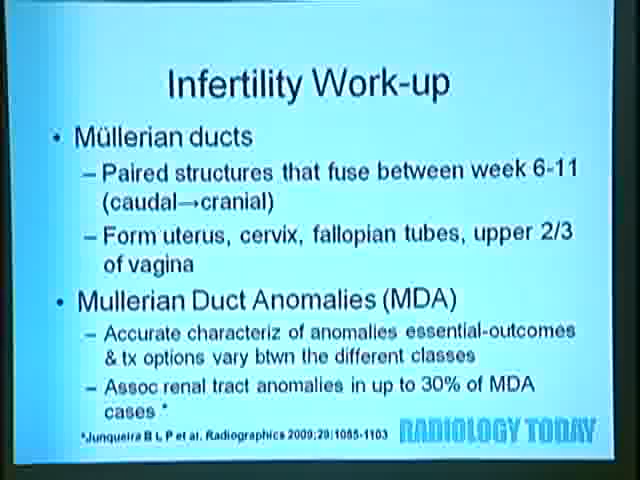 Infertility Work-up
• Müllerian ducts
– Paired structures that fuse between week 6-11
(caudal→cranial)
– Form uterus, cervix, fallopian tubes, upper 2/3
of vagina
• Mullerian Duct Anomalies (MDA)
– Accurate characteriz of anomalies essential-outcomes
& tx options vary btwn the different classes
– Assoc renal tract anomalies in up to 30% of MDA
cases *
*Junqueira B L P et al. Radiographics 2009;29:1085-1103
RADIOLOGY TODAY